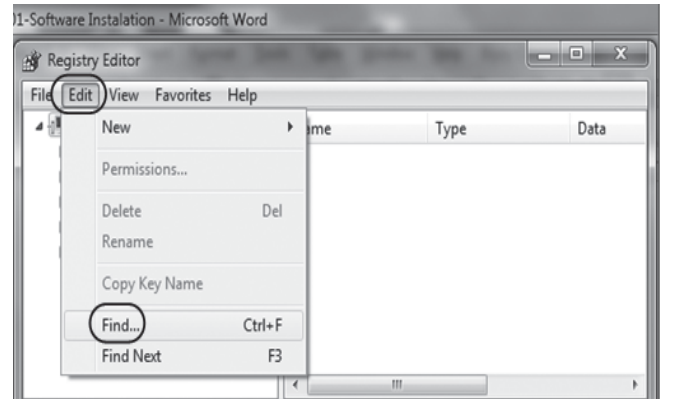 01-Software Instalation - Microsoft Word
Registry Editor
File Edit View Favorites Help
New
Type
Data
Permissions...
Delete Del
Rename
Copy Key Name
Find... Ctrl+F
Find Next F3